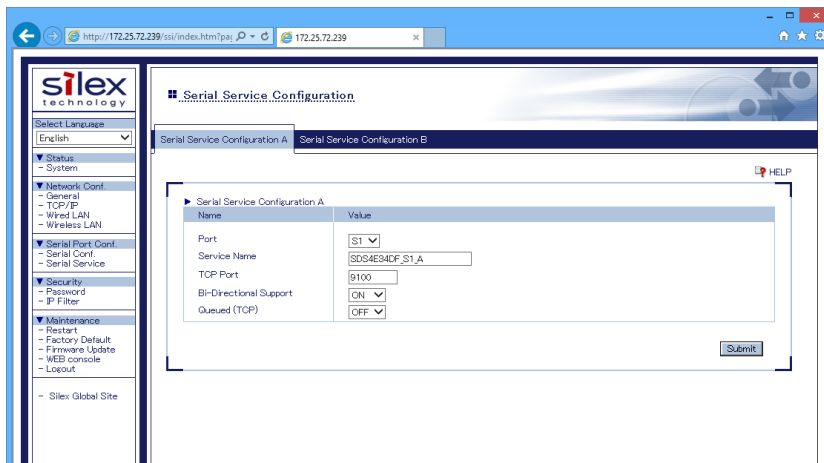 http://172.25.72.239/ssi/index.htm?pag
172.25.72.239
silex
technology
Select Language
English
Status
- System
Network Conf.
- General
- TCP/IP
- Wired LAN
- Wireless LAN
Serial Port Conf.
- Serial Conf.
- Serial Service
Security
- Password
- IP Filter
Maintenance
- Restart
- Factory Default
- Firmware Update
- WEB console
- Logout
- Silex Global Site
Serial Service Configuration
Serial Service Configuration A Serial Service Configuration B
HELP
Serial Service Configuration A
Name Value
Port S1
Service Name SDS4E34DF_S1_A
TCP Port 9100
Bi-Directional Support ON
Queued (TCP) OFF
Submit